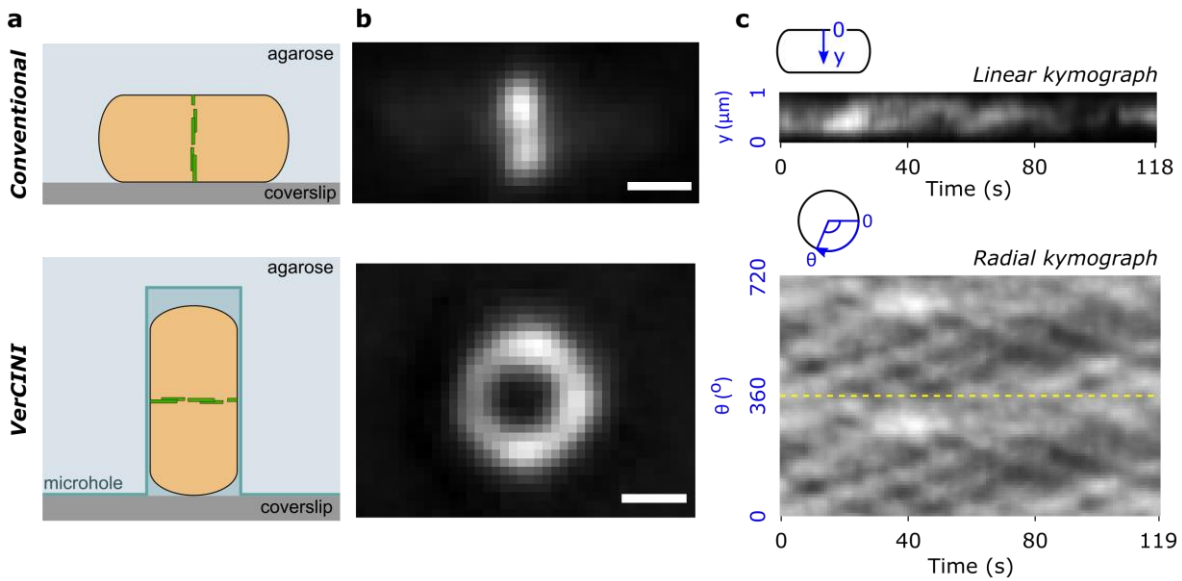 a
b
c
Conventional
agarose
coverslip
0
y
Linear kymograph
y (µm)
1
0
0
40
80
118
Time (s)
VerCINI
agarose
microhole
coverslip
0
θ
Radial kymograph
θ (°)
720
360
0
0
40
80
119
Time (s)